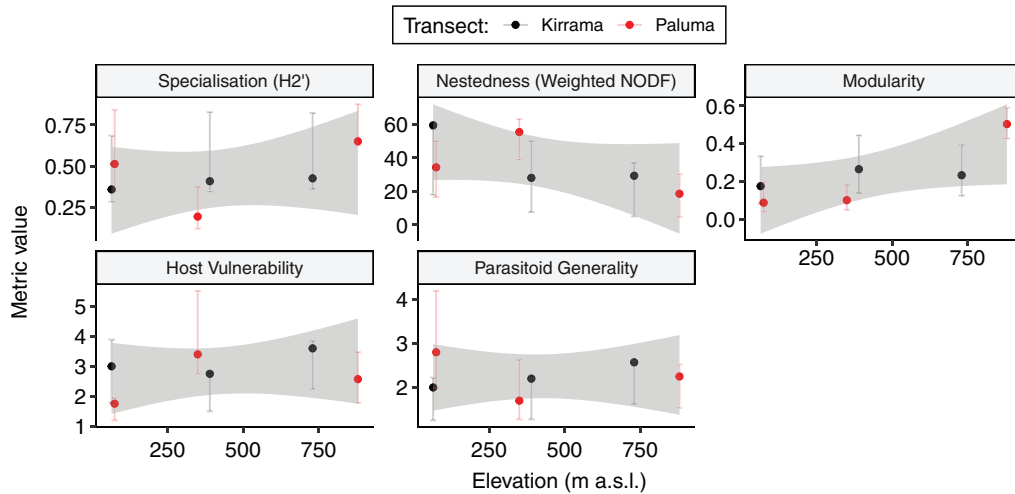 Transect: Kirrama Paluma
Specialisation (H2') Nestedness (Weighted NODF) Modularity
0.75
0.50
0.25
60
40
20
0
0.6
0.4
0.2
0.0
250 500 750
Host Vulnerability Parasitoid Generality
5
4
3
2
1
4
3
2
250 500 750
250 500 750
Metric value
Elevation (m a.s.l.)